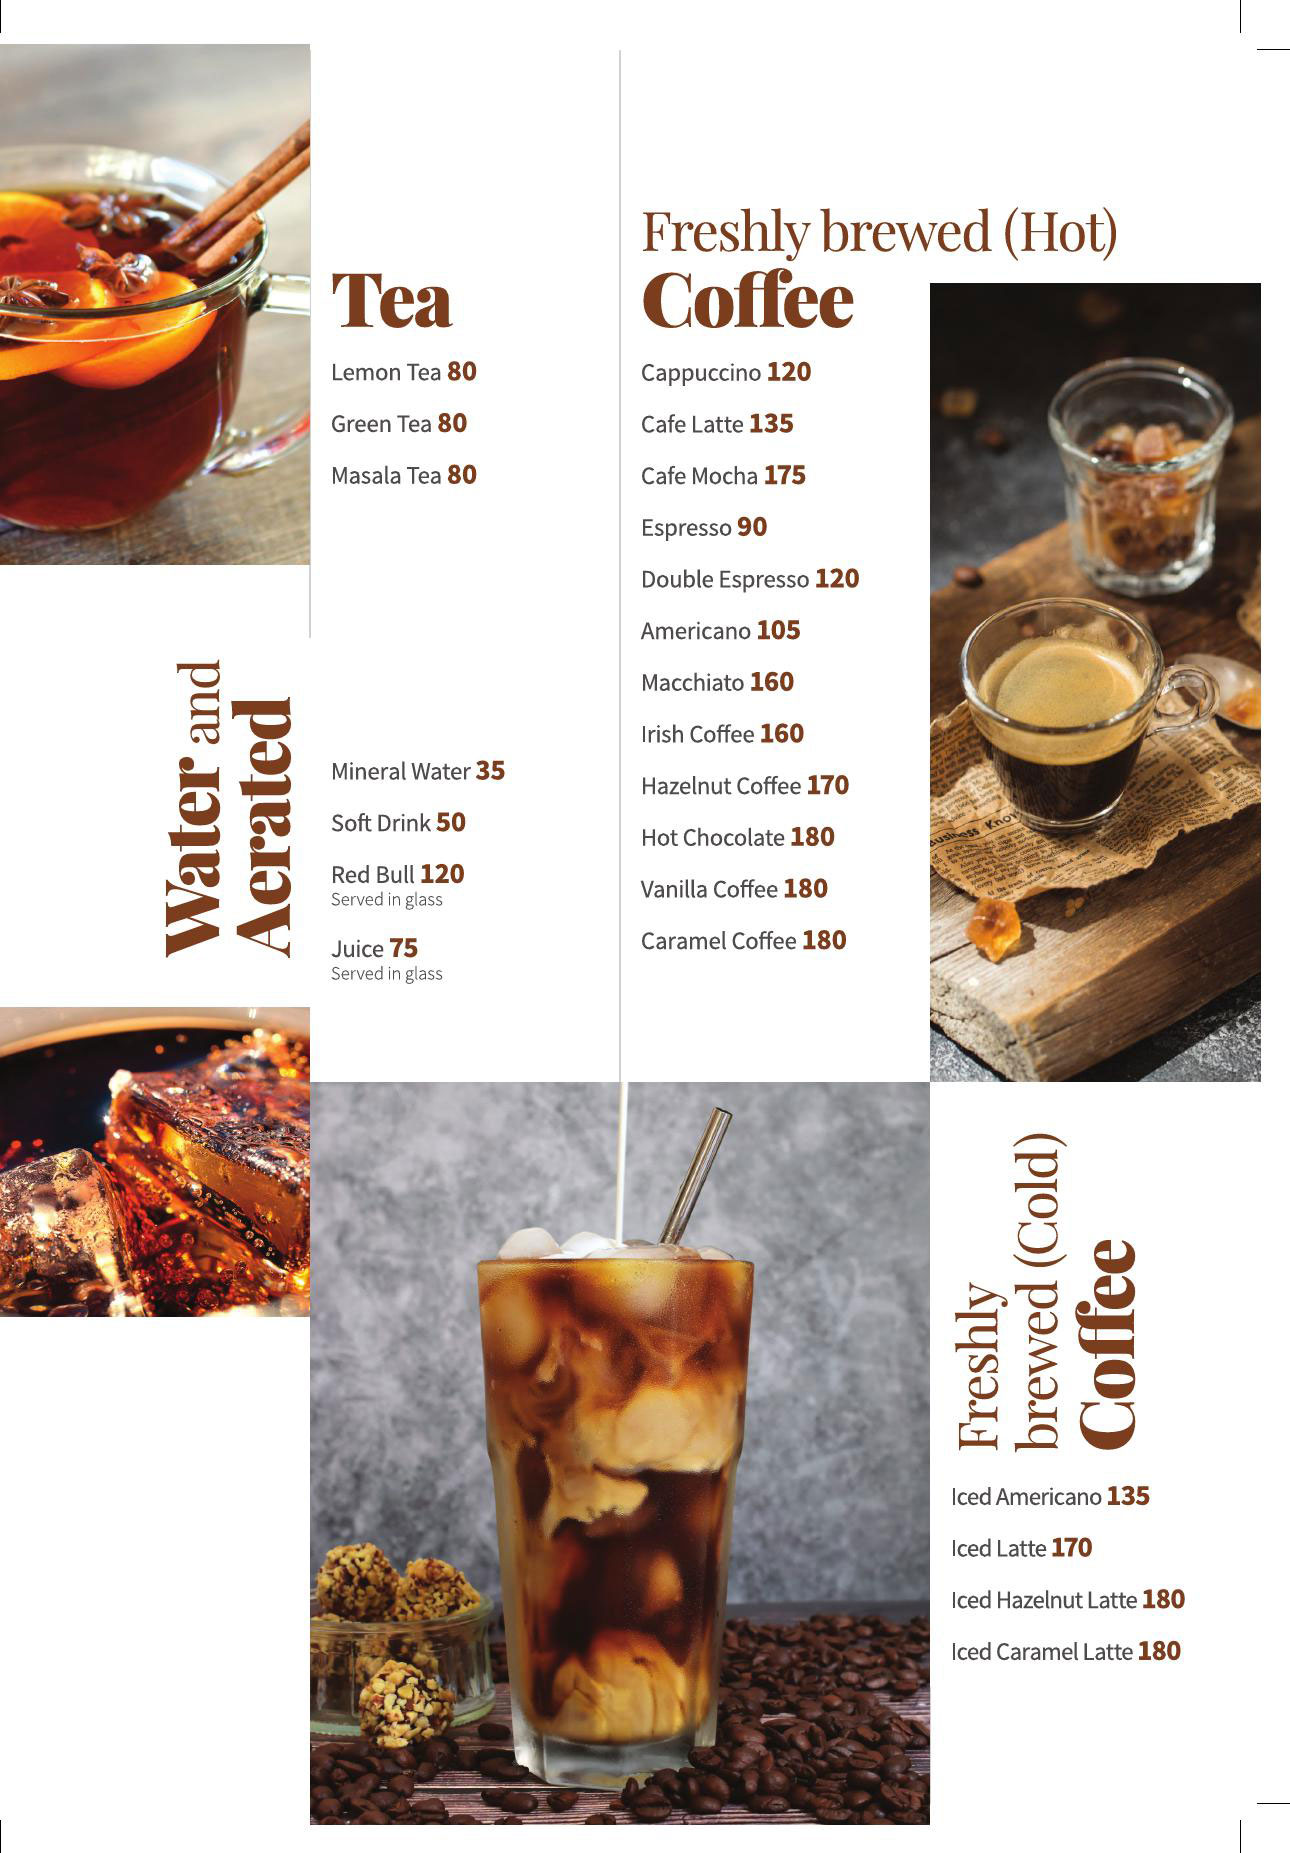 Tea
Lemon Tea 80
Green Tea 80
Masala Tea 80
Water and
Aerated
Mineral Water 35
Soft Drink 50
Red Bull 120
Served in glass
Juice 75
Served in glass
Freshly brewed (Hot)
Coffee
Cappuccino 120
Cafe Latte 135
Cafe Mocha 175
Espresso 90
Double Espresso 120
Americano 105
Macchiato 160
Irish Coffee 160
Hazelnut Coffee 170
Hot Chocolate 180
Vanilla Coffee 180
Caramel Coffee 180
Freshly
brewed (Cold)
Coffee
Iced Americano 135
Iced Latte 170
Iced Hazelnut Latte 180
Iced Caramel Latte 180